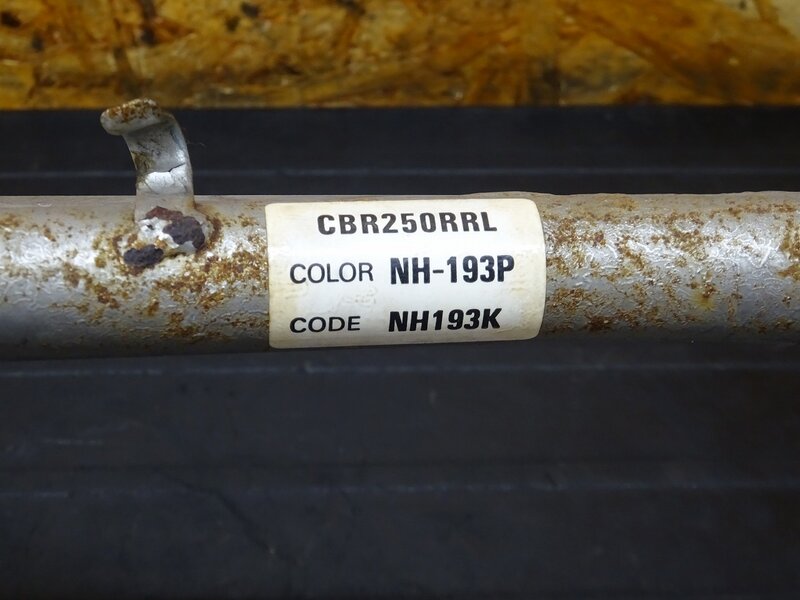 CBR250RRL
COLOR NH-193P
CODE NH193K